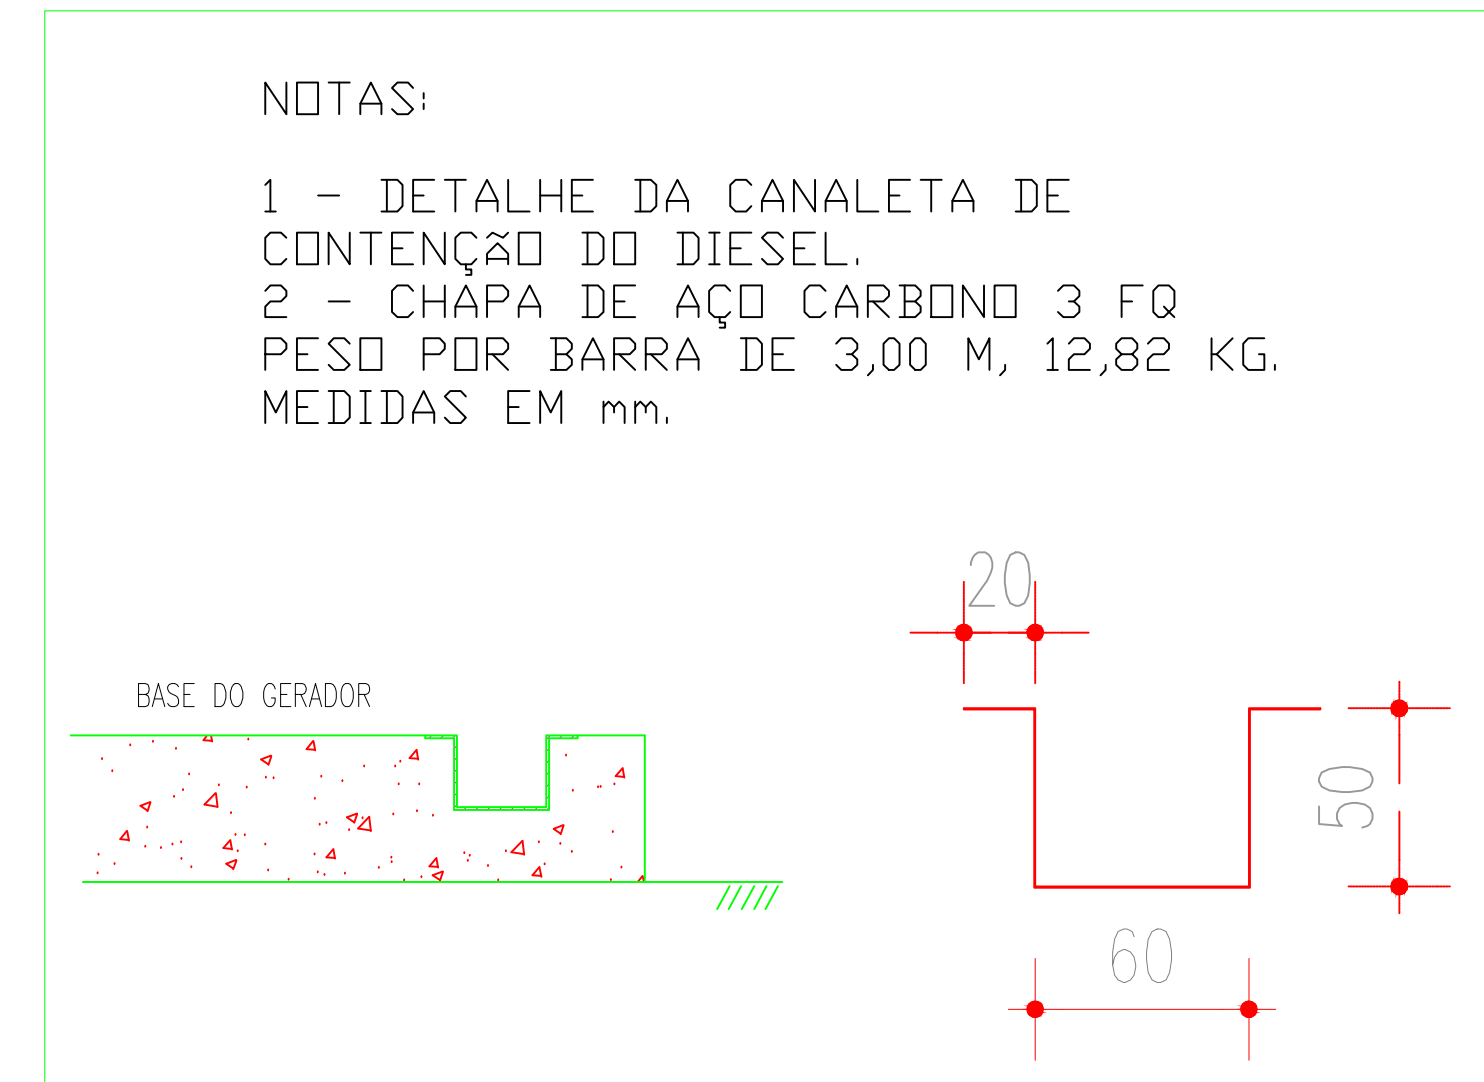 NOTAS:
1 - DETALHE DA CANALETA DE
CONTENÇÃO DO DIESEL.
2 - CHAPA DE AÇO CARBONO 3 FQ
PESO POR BARRA DE 3,00 M, 12,82 KG.
MEDIDAS EM mm.
20
BASE DO GERADOR
50
60